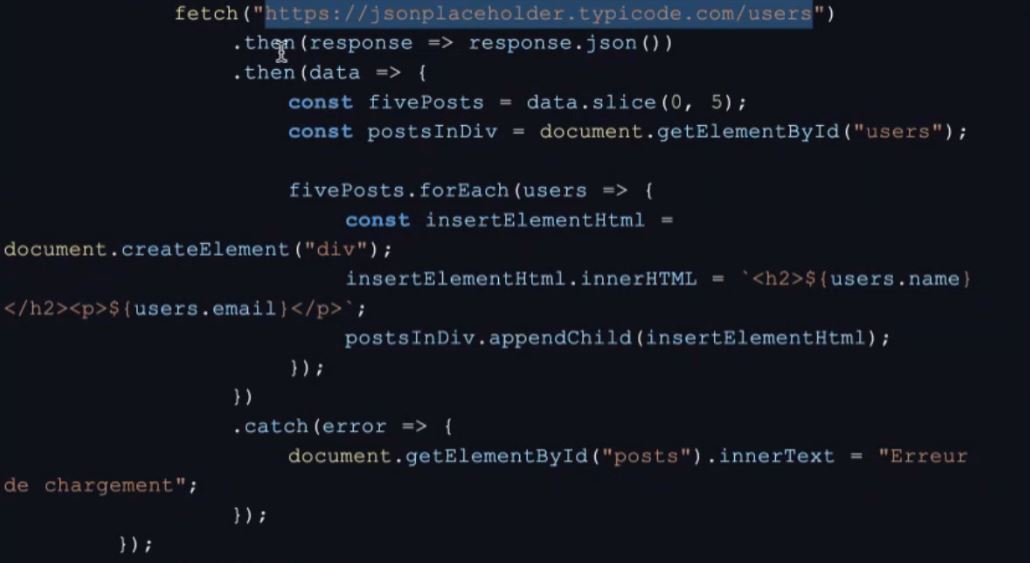 fetch("https://jsonplaceholder.typicode.com/users")
.then(response => response.json())
.then(data => {
const fivePosts = data.slice(0, 5);
const postsInDiv = document.getElementById("users");
fivePosts.forEach(users => {
const insertElementHtml =
document.createElement("div");
insertElementHtml.innerHTML = `<h2>${users.name}
</h2><p>${users.email}</p>`;
postsInDiv.appendChild(insertElementHtml);
});
})
.catch(error => {
document.getElementById("posts").innerText = "Erreur
de chargement";
});
});